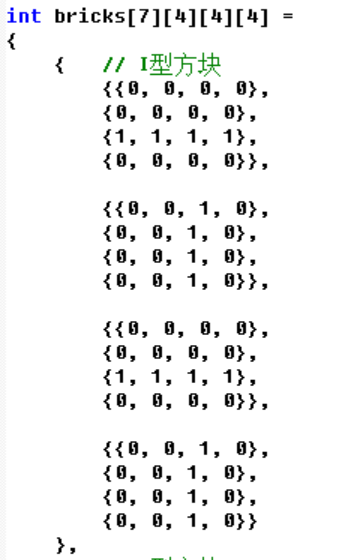 int bricks[7][4][4][4] =
{
{ // I型方块
{{0, 0, 0, 0},
{0, 0, 0, 0},
{1, 1, 1, 1},
{0, 0, 0, 0}},
{{0, 0, 1, 0},
{0, 0, 1, 0},
{0, 0, 1, 0},
{0, 0, 1, 0}},
{{0, 0, 0, 0},
{0, 0, 0, 0},
{1, 1, 1, 1},
{0, 0, 0, 0}},
{{0, 0, 1, 0},
{0, 0, 1, 0},
{0, 0, 1, 0},
{0, 0, 1, 0}}
},